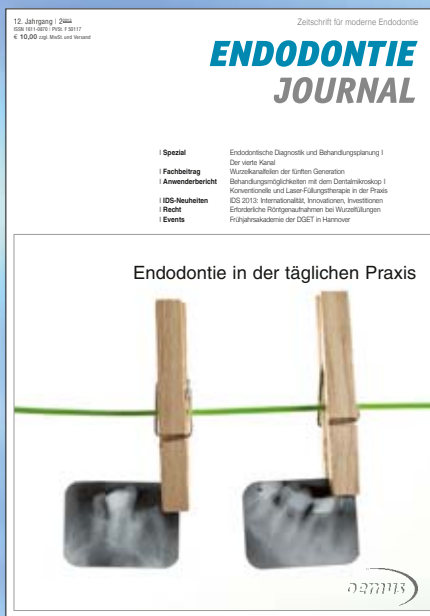 12. Jahrgang | 2
ISSN 1611-0870 | PVSt. F 50117
€ 10,00 zzgl. MwSt. und Versand
Zeitschrift für moderne Endodontie
ENDODONTIE
JOURNAL
| Spezial Endodontische Diagnostik und Behandlungsplanung |
Der vierte Kanal
| Fachbeitrag Wurzelkanalfeilen der fünften Generation
| Anwenderbericht Behandlungsmöglichkeiten mit dem Dentalmikroskop |
Konventionelle und Laser-Füllungstherapie in der Praxis
| IDS-Neuheiten IDS 2013: Internationalität, Innovationen, Investitionen
| Recht Erforderliche Röntgenaufnahmen bei Wurzelfüllungen
| Events Frühjahrsakademie der DGET in Hannover
Endodontie in der täglichen Praxis
oemus